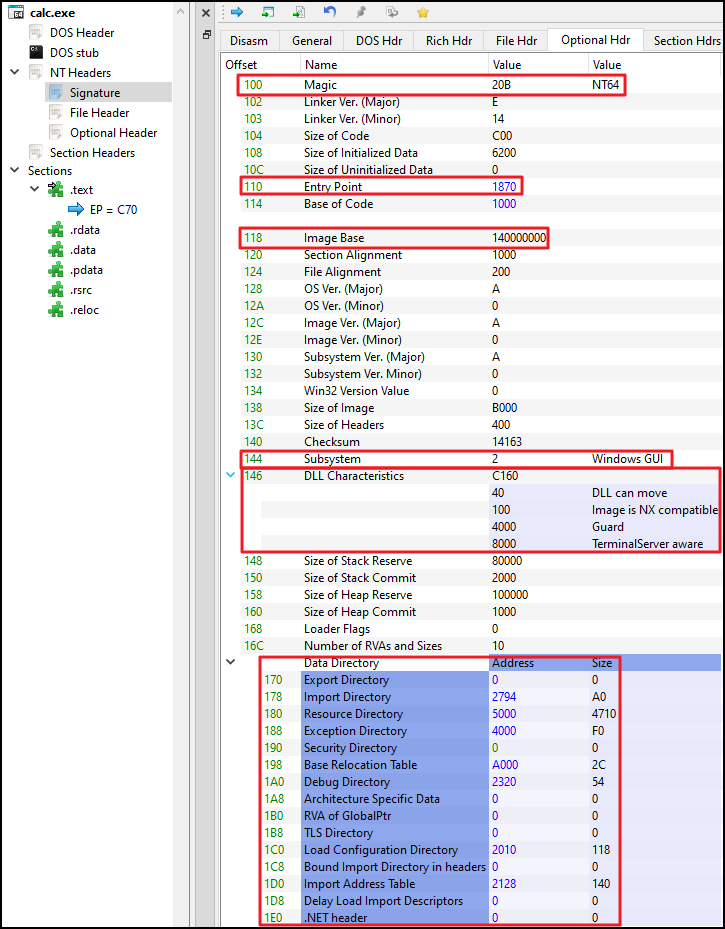 calc.exe
DOS Header
DOS stub
NT Headers
Signature
File Header
Optional Header
Section Headers
Sections
.text
EP = C70
.rdata
.data
.pdata
.rsrc
.reloc
Disasm General DOS Hdr Rich Hdr File Hdr Optional Hdr Section Hdrs
Offset Name Value Value
100 Magic 20B NT64
102 Linker Ver. (Major) E
103 Linker Ver. (Minor) 14
104 Size of Code C00
108 Size of Initialized Data 6200
10C Size of Uninitialized Data 0
110 Entry Point 1870
114 Base of Code 1000
118 Image Base 140000000
120 Section Alignment 1000
124 File Alignment 200
128 OS Ver. (Major) A
12A OS Ver. (Minor) 0
12C Image Ver. (Major) A
12E Image Ver. (Minor) 0
130 Subsystem Ver. (Major) A
132 Subsystem Ver. Minor) 0
134 Win32 Version Value 0
138 Size of Image B000
13C Size of Headers 400
140 Checksum 14163
144 Subsystem 2 Windows GUI
146 DLL Characteristics C160
40 DLL can move
100 Image is NX compatible
4000 Guard
8000 TerminalServer aware
148 Size of Stack Reserve 80000
150 Size of Stack Commit 2000
158 Size of Heap Reserve 100000
160 Size of Heap Commit 1000
168 Loader Flags 0
16C Number of RVAs and Sizes 10
Data Directory Address Size
170 Export Directory 0 0
178 Import Directory 2794 A0
180 Resource Directory 5000 4710
188 Exception Directory 4000 F0
190 Security Directory 0 0
198 Base Relocation Table A000 2C
1A0 Debug Directory 2320 54
1A8 Architecture Specific Data 0 0
1B0 RVA of GlobalPtr 0 0
1B8 TLS Directory 0 0
1C0 Load Configuration Directory 2010 118
1C8 Bound Import Directory in headers 0 0
1D0 Import Address Table 2128 140
1D8 Delay Load Import Descriptors 0 0
1E0 .NET header 0 0